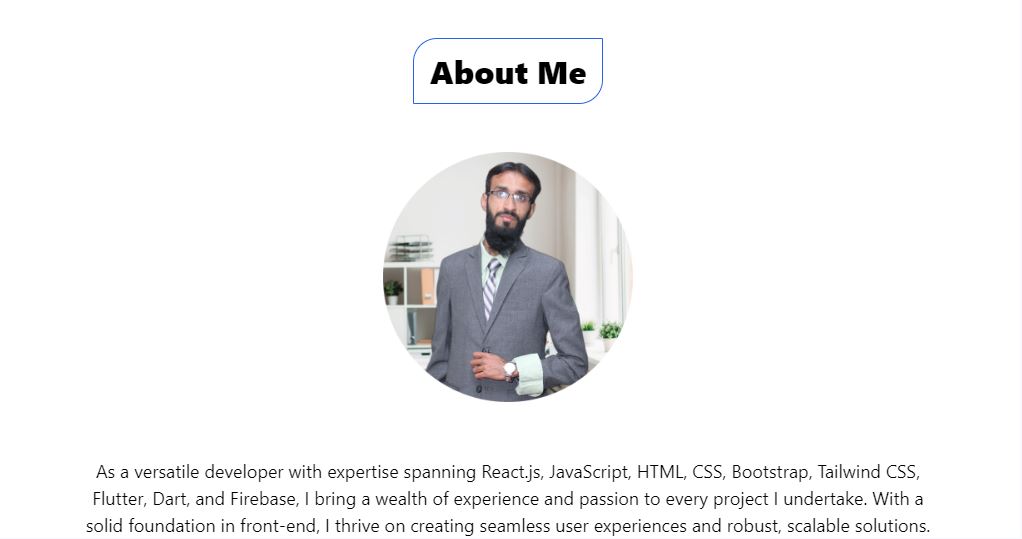 About Me
As a versatile developer with expertise spanning React.js, JavaScript, HTML, CSS, Bootstrap, Tailwind CSS,
Flutter, Dart, and Firebase, I bring a wealth of experience and passion to every project I undertake. With a
solid foundation in front-end, I thrive on creating seamless user experiences and robust, scalable solutions.